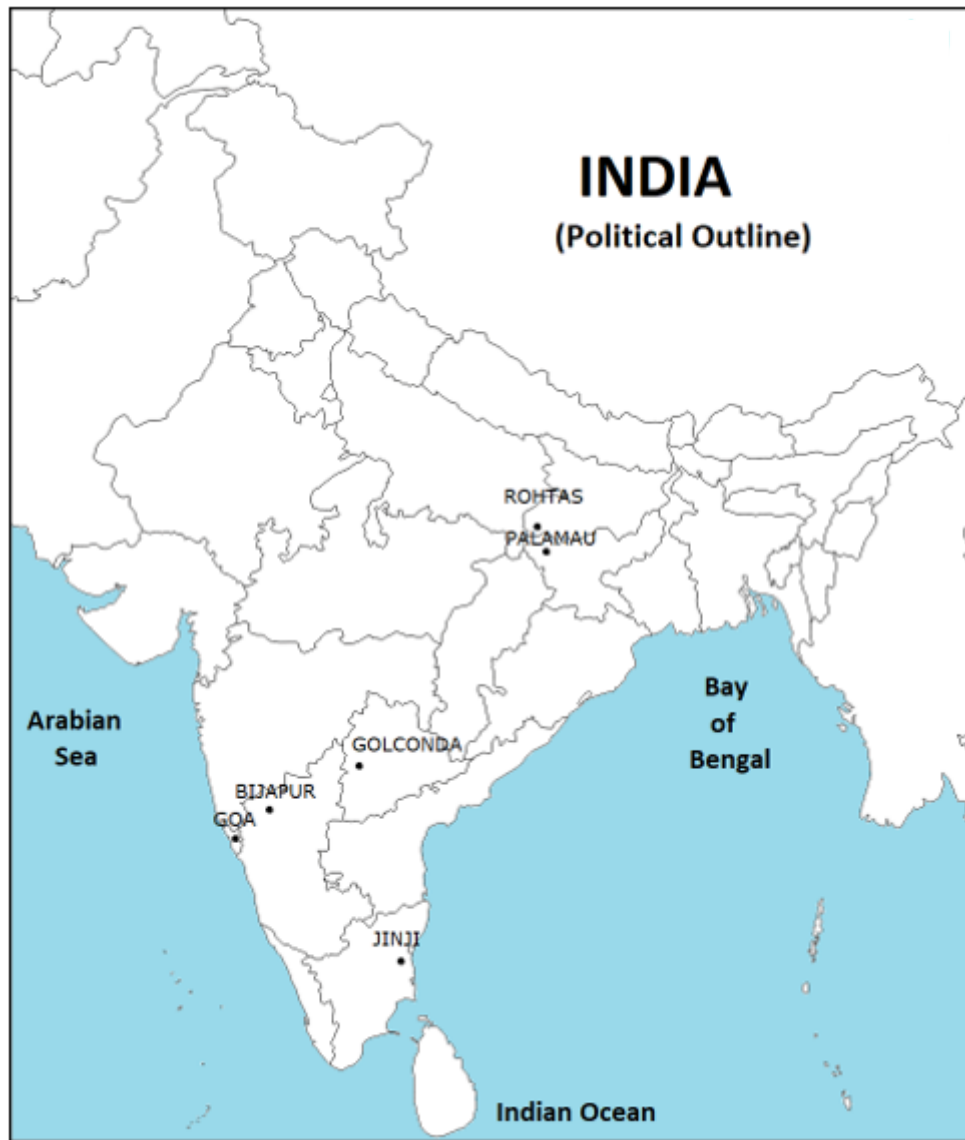 INDIA
(Political Outline)
ROHTAS
PALAMAU
Arabian
Sea
Bay
of
Bengal
GOLCONDA
BIJAPUR
GOA
JINJI
Indian Ocean